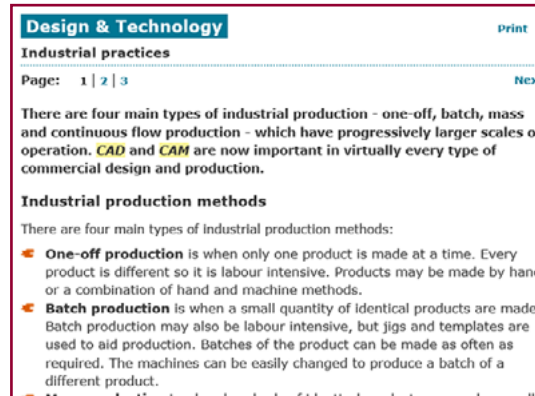 Design & Technology
Print
Industrial practices
Page: 1 | 2 | 3
There are four main types of industrial production - one-off, batch, mass
and continuous flow production - which have progressively larger scales
operation. CAD and CAM are now important in virtually every type of
commercial design and production.
Industrial production methods
There are four main types of industrial production methods:
One-off production is when only one product is made at a time. Every
product is different so it is labour intensive. Products may be made by
or a combination of hand and machine methods.
Batch production is when a small quantity of identical products are made
Batch production may also be labour intensive, but jigs and templates are
used to aid production. Batches of the product can be made as often as
required. The machines can be easily changed to produce a batch of a
different product.